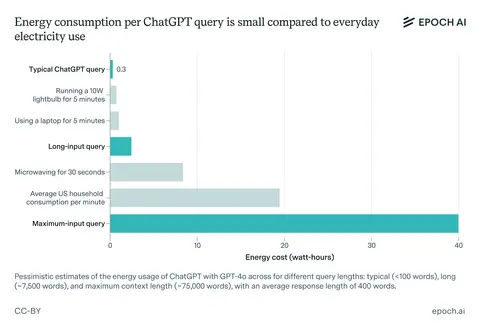 Energy consumption per ChatGPT query is small compared to everyday
electricity use
EPOCH AI
Typical ChatGPT query
0.3
Running a 10W
lightbulb for 5 minutes
Using a laptop for 5 minutes
Long-input query
Microwaving for 30 seconds
Average US household
consumption per minute
Maximum-input query
0 10 20 30 40
Energy cost (watt-hours)
Pessimistic estimates of the energy usage of ChatGPT with GPT-4o across for different query lengths: typical (<100 words), long
(~7,500 words), and maximum context length (~75,000 words), with an average response length of 400 words.
CC-BY
epoch.ai